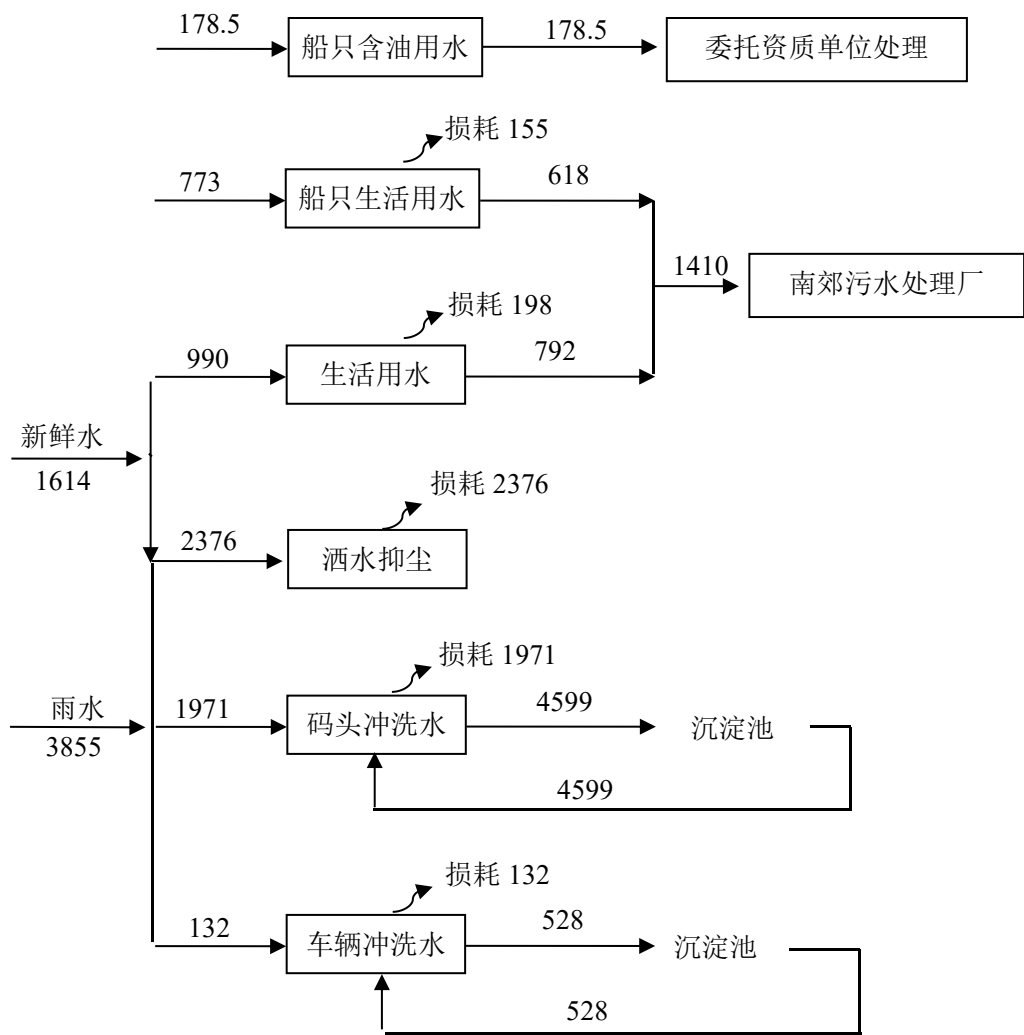 178.5
船只含油用水
178.5
委托资质单位处理
损耗 155
773
船只生活用水
618
1410
南郊污水处理厂
损耗 198
990
生活用水
792
新鲜水
1614
损耗 2376
2376
洒水抑尘
损耗 1971
雨水
3855
1971
码头冲洗水
4599
沉淀池
4599
损耗 132
132
车辆冲洗水
528
沉淀池
528